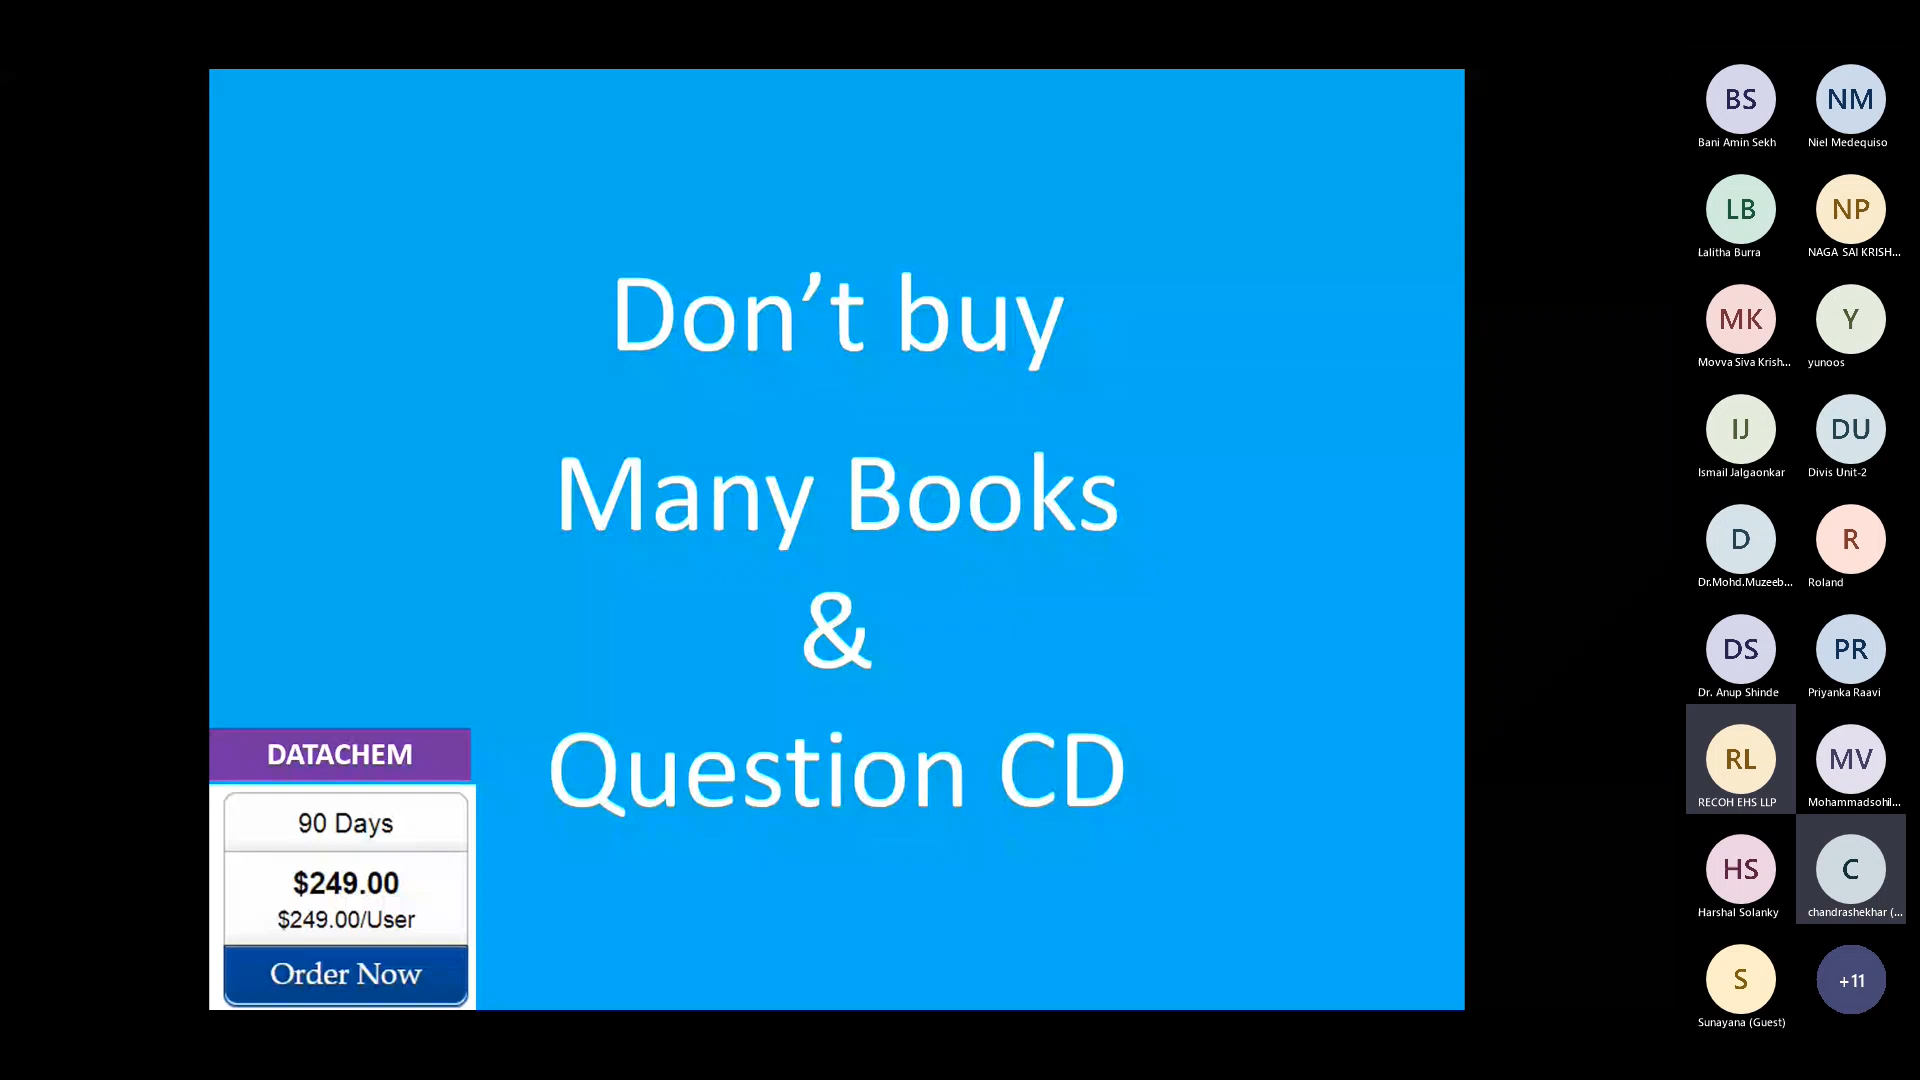 Don't buy
Many Books
&
Question CD
DATACHEM
90 Days
$249.00
$249.00/User
Order Now
BS
Bani Amin Sekh
NM
Niel Medequiso
LB
Lalitha Burra
NP
NAGA SAI KRISH...
MK
Movva Siva Krish...
Y
yunoos
IJ
Ismail Jalgaonkar
DU
Divis Unit-2
D
Dr.Mohd.Muzeeb...
R
Roland
DS
Dr. Anup Shinde
PR
Priyanka Raavi
RL
RECOH EHS LLP
MV
Mohammadsohil...
HS
Harshal Solanky
C
chandrashekhar (...
S
Sunayana (Guest)
+11